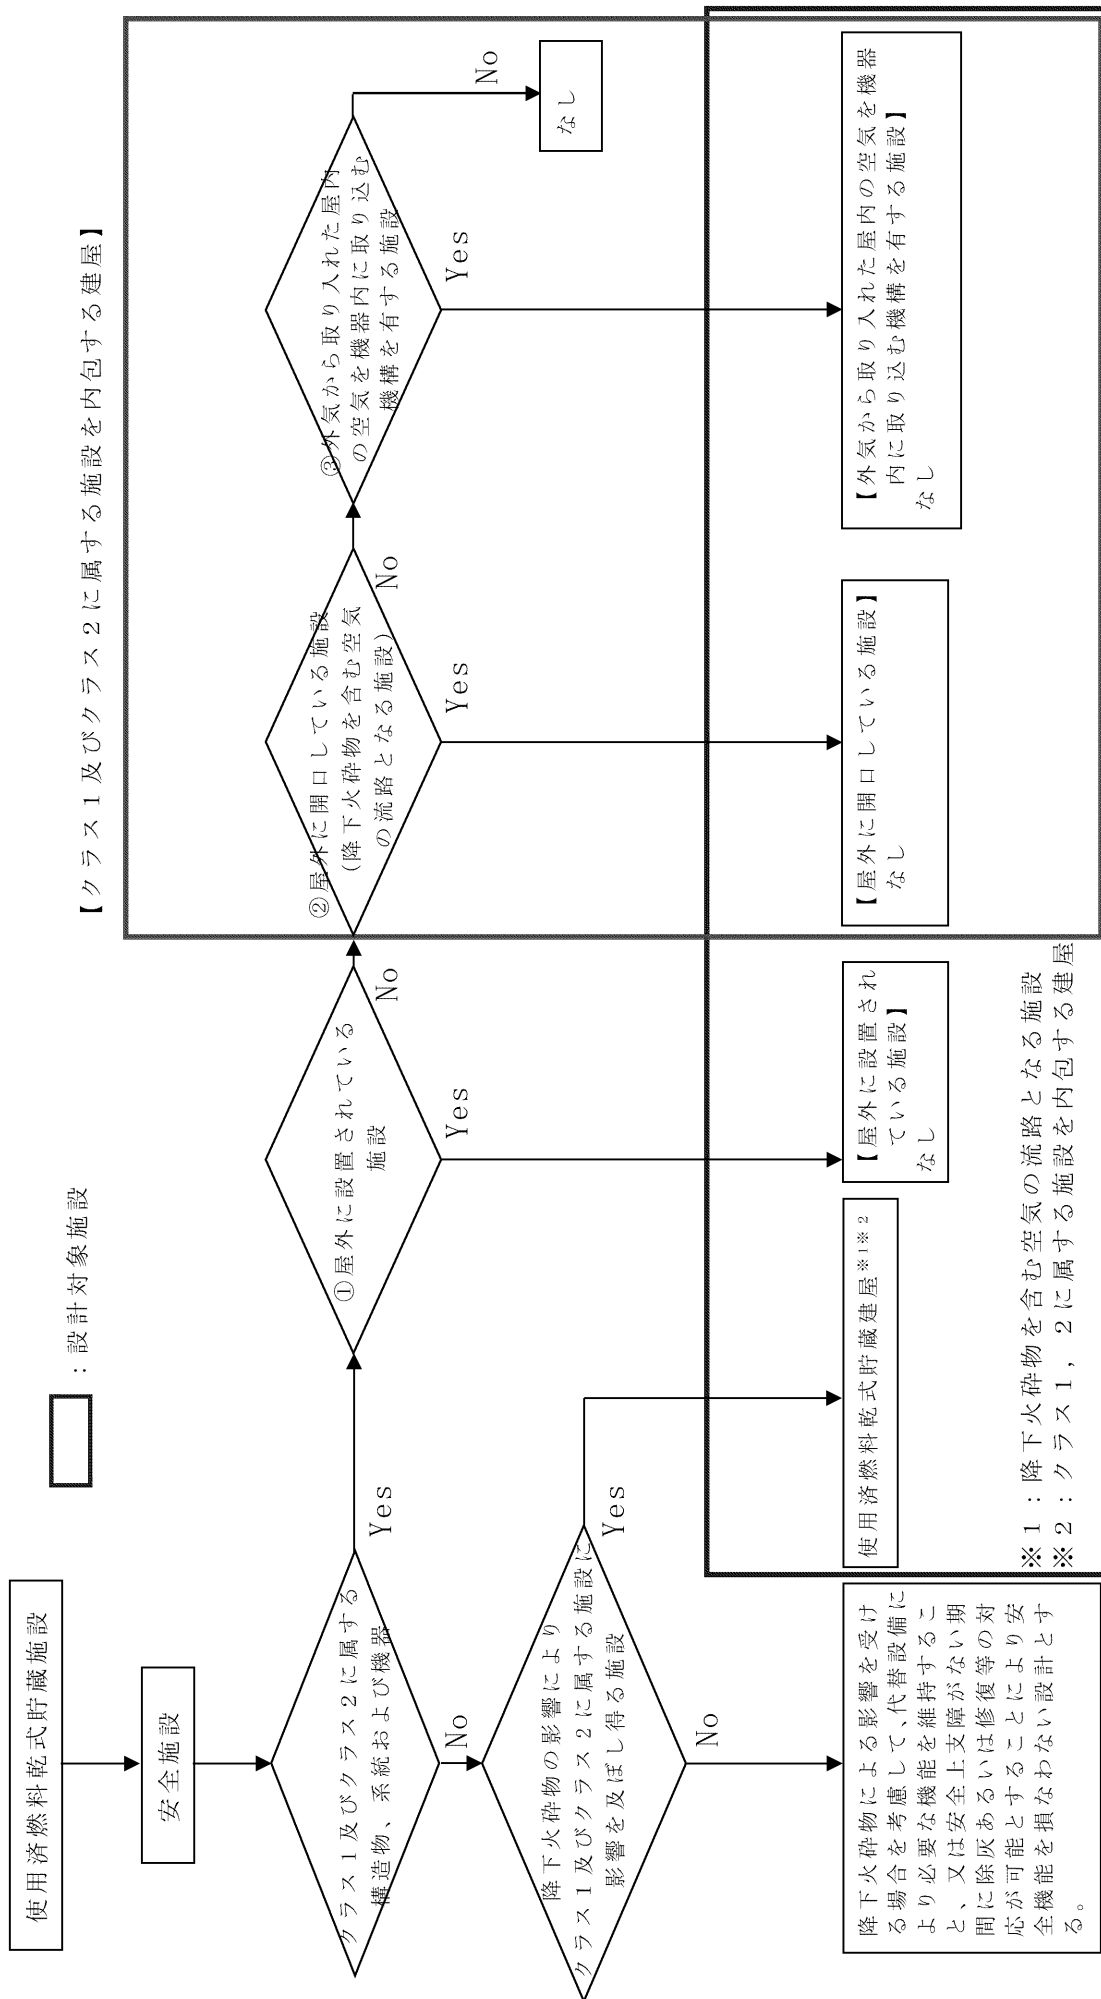 使用済燃料乾式貯蔵施設
：設計対象施設
安全施設
【クラス1及びクラス2に属する施設を内包する建屋】
クラス1及びクラス2に属する
構造物、系統および機器
Yes
No
①屋外に設置されている
施設
No
Yes
②屋外に開口している施設
(降下火砕物を含む空気
の流路となる施設)
No
Yes
③外気から取り入れた屋内
の空気を機器内に取り込む
機構を有する施設
No
Yes
なし
降下火砕物の影響により
クラス1及びクラス2に属する施設に
影響を及ぼし得る施設
Yes
No
降下火砕物による影響を受け
る場合を考慮して、代替設備に
より必要な機能を維持するこ
と、又は安全上支障がない期
間に除灰あるいは修復等の対
応が可能とすることにより安
全機能を損なわない設計とす
る。
使用済燃料乾式貯蔵建屋※1※2
【屋外に設置され
ている施設】
なし
【屋外に開口している施設】
なし
【外気から取り入れた屋内の空気を機器
内に取り込む機構を有する施設】
なし
※1：降下火砕物を含む空気の流路となる施設
※2：クラス1，2に属する施設を内包する建屋